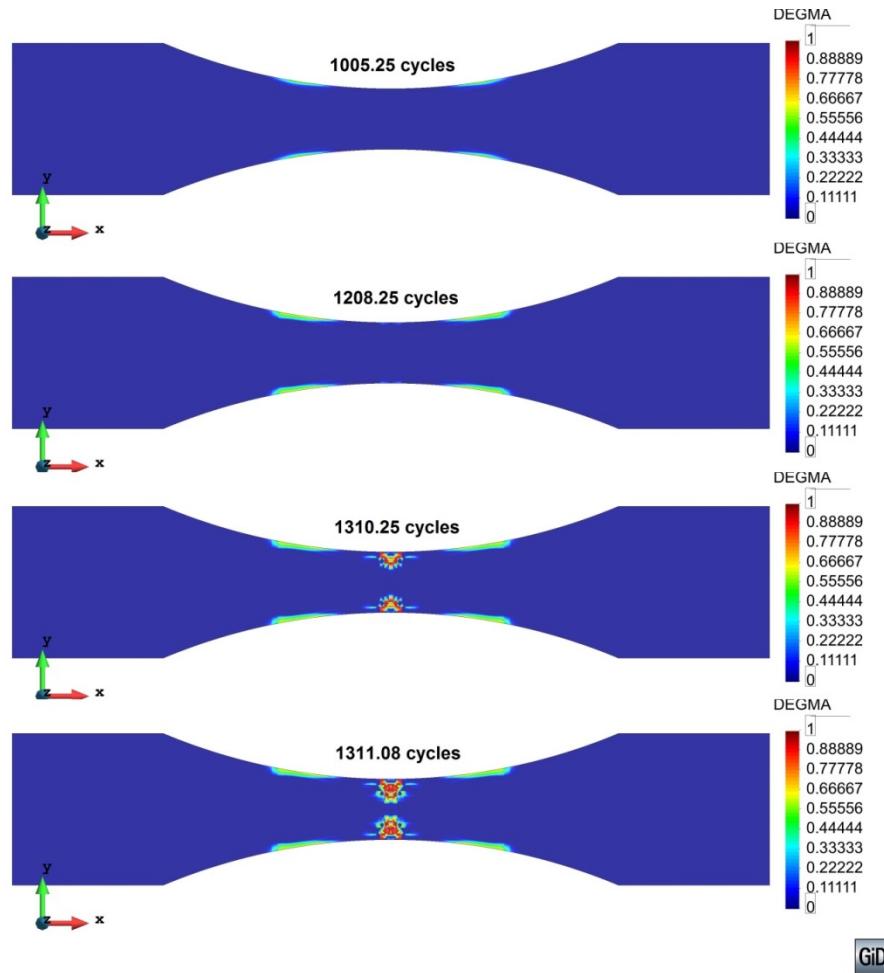 DEGMA
1005.25 cycles
1
0.88889
0.77778
0.66667
0.55556
0.44444
0.33333
0.22222
0.11111
0
y
z x
DEGMA
1208.25 cycles
1
0.88889
0.77778
0.66667
0.55556
0.44444
0.33333
0.22222
0.11111
0
y
z x
DEGMA
1310.25 cycles
1
0.88889
0.77778
0.66667
0.55556
0.44444
0.33333
0.22222
0.11111
0
y
z x
DEGMA
1311.08 cycles
1
0.88889
0.77778
0.66667
0.55556
0.44444
0.33333
0.22222
0.11111
0
y
z x
GiD